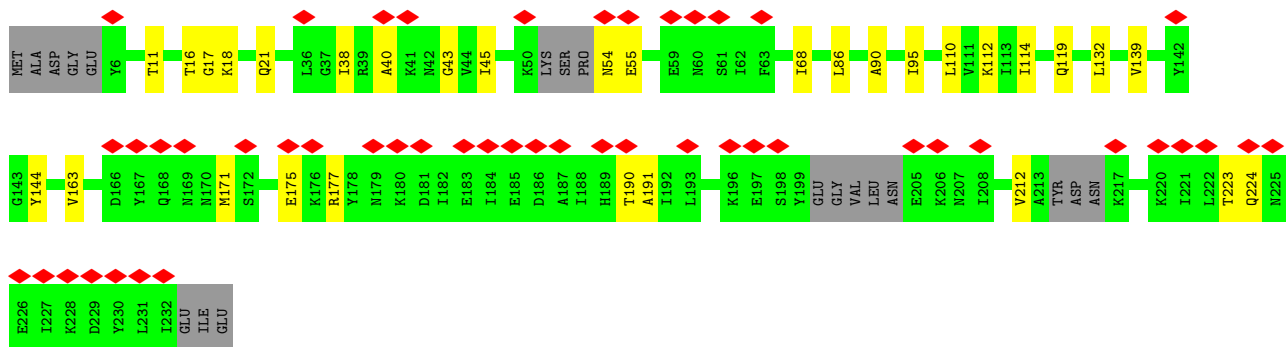 MET ALA ASP GLY GLU Y6 T11 T16 G17 K18 Q21 L36 G37 I38 R39 A40 K41 N42 G43 V44 I45 K50 LYS SER PRO N54 E55 E59 N60 S61 I62 F63 I68 L86 A90 I95 L110 V111 K112 I113 I114 Q119 L132 V139 Y142
G143 Y144 V163 D166 Y167 Q168 N169 N170 M171 S172 E175 K176 R177 Y178 N179 K180 D181 I182 E183 I184 E185 D186 A187 I188 H189 T190 A191 I192 L193 K196 E197 S198 Y199 GLU GLY VAL LEU ASN E205 K206 N207 I208 V212 A213 TYR ASP ASN K217 K220 I221 L222 T223 Q224 N225
E226 I227 K228 D229 Y230 L231 I232 GLU ILE GLU